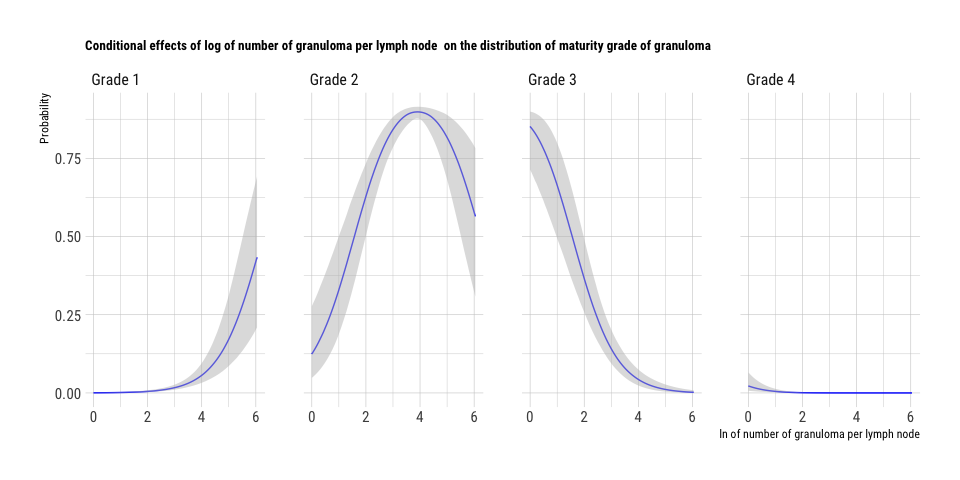 Conditional effects of log of number of granuloma per lymph node  on the distribution of maturity grade of granuloma
Grade 1 Grade 2 Grade 3 Grade 4
Probability
0.75
0.50
0.25
0.00
0 2 4 6 0 2 4 6 0 2 4 6 0 2 4 6
ln of number of granuloma per lymph node